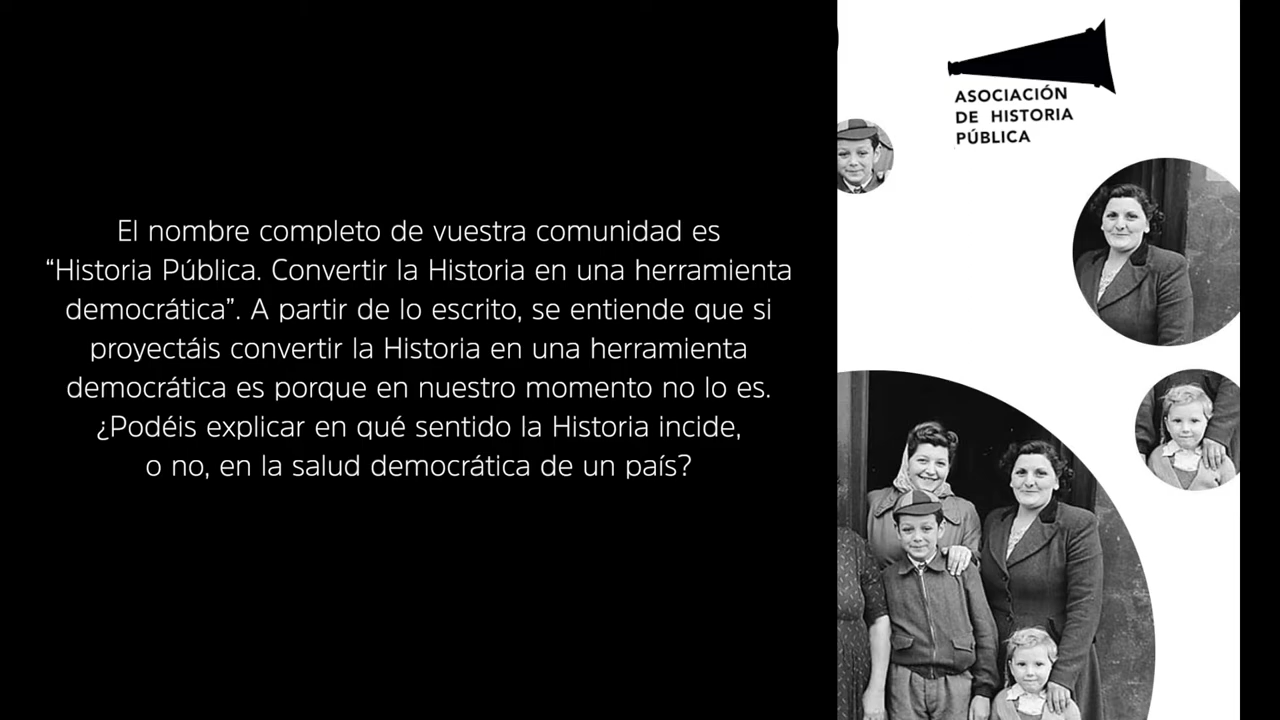 El nombre completo de vuestra comunidad es
“Historia Pública. Convertir la Historia en una herramienta
democrática”. A partir de lo escrito, se entiende que si
proyectáis convertir la Historia en una herramienta
democrática es porque en nuestro momento no lo es.
¿Podéis explicar en qué sentido la Historia incide,
o no, en la salud democrática de un país?
ASOCIACIÓN
DE HISTORIA
PÚBLICA